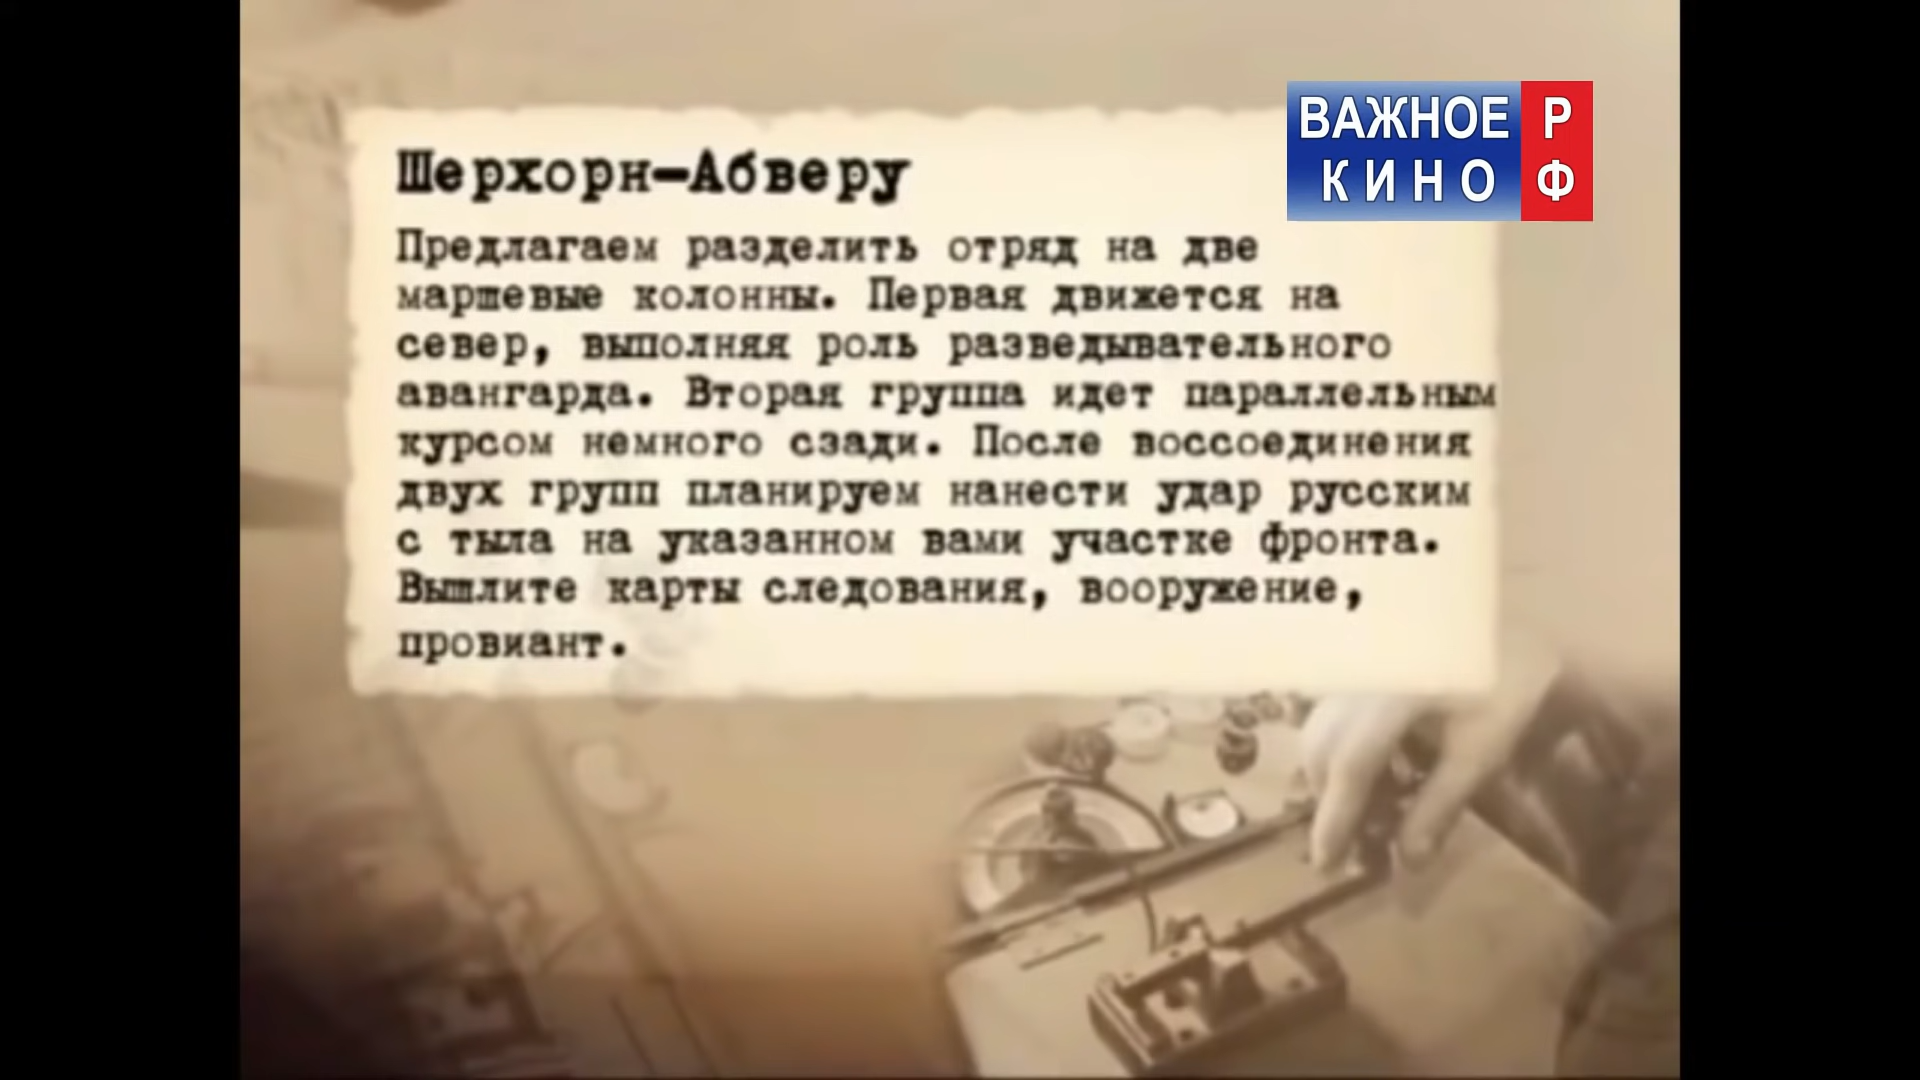 ВАЖНОЕ РФ
КИНО
Шерхорн-Абверу
Предлагаем разделить отряд на две
маршевые колонны. Первая движется на
север, выполняя роль разведывательного
авангарда. Вторая группа идет параллельным
курсом немного сзади. После воссоединения
двух групп планируем нанести удар русским
с тыла на указанном вами участке фронта.
Вышлите карты следования, вооружение,
провиант.